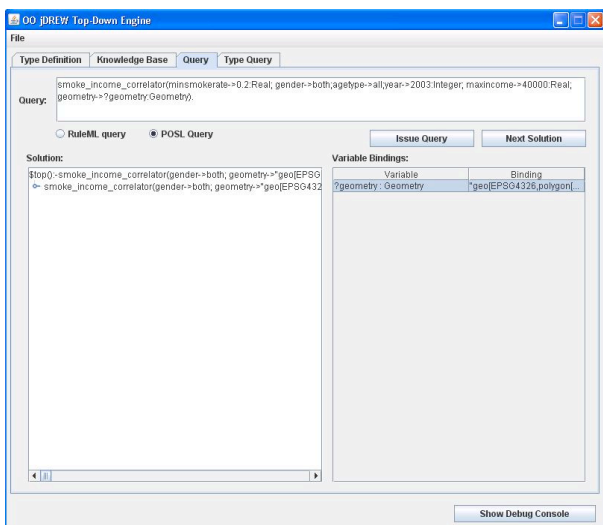 OO jDREW Top-Down Engine
File
Type Definition Knowledge Base Query Type Query
Query:
smoke_income_correlator(minsmokerate->0.2:Real; gender->both;agetype->all;year->2003:Integer; maxincome->40000:Real;
geometry->?geometry:Geometry).
RuleML query POSL Query Issue Query Next Solution
Solution: Variable Bindings:
$top():-smoke_income_correlator(gender->both; geometry->"geo[EPSG
smoke_income_correlator(gender->both; geometry->"geo[EPSG432
Variable Binding
?geometry : Geometry "geo[EPSG4326,polygon[...
Show Debug Console